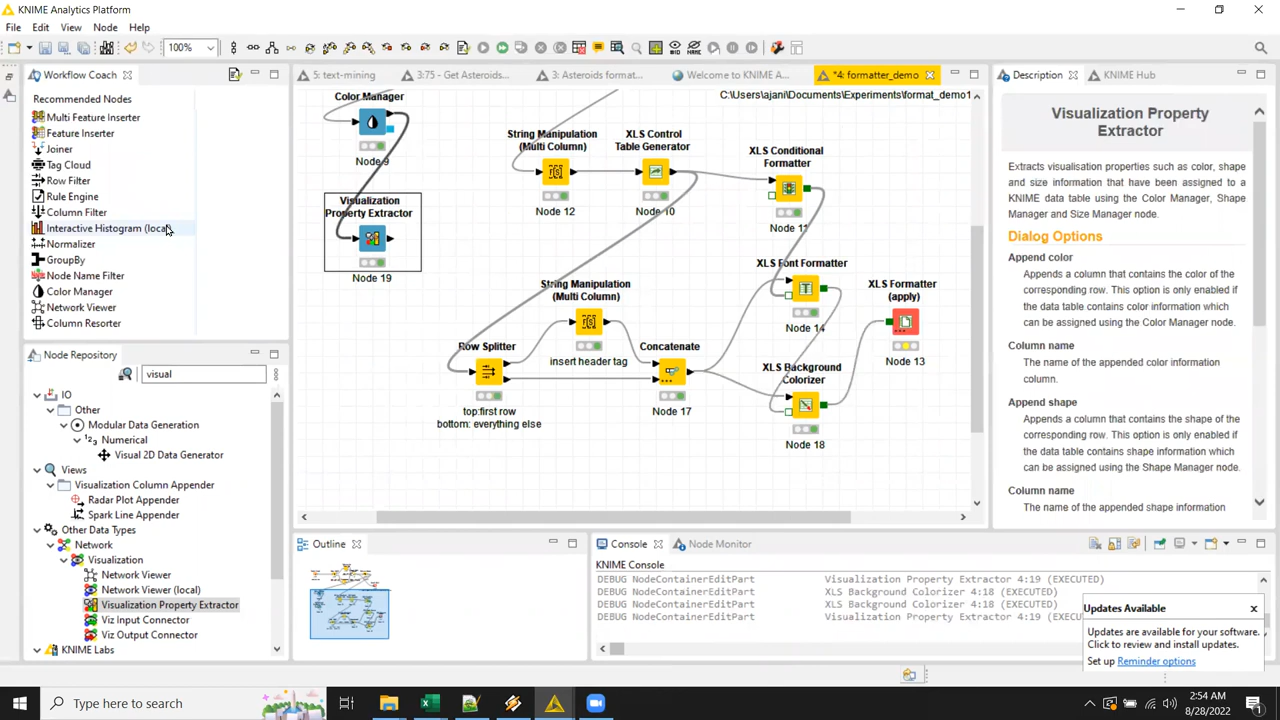 KNIME Analytics Platform
File Edit View Node Help
100%
Workflow Coach
5: text-mining
3:75 - Get Asteroids...
3: Asteroids format...
Welcome to KNIME A...
*4: formatter_demo
Description
KNIME Hub
Recommended Nodes
Multi Feature Inserter
Feature Inserter
Joiner
Tag Cloud
Row Filter
Rule Engine
Column Filter
Interactive Histogram (local)
Normalizer
GroupBy
Node Name Filter
Color Manager
Network Viewer
Column Resorter
Node Repository
visual
IO
Other
Modular Data Generation
Numerical
Visual 2D Data Generator
Views
Visualization Column Appender
Radar Plot Appender
Spark Line Appender
Other Data Types
Network
Visualization
Network Viewer
Network Viewer (local)
Visualization Property Extractor
Viz Input Connector
Viz Output Connector
KNIME Labs
C:\Users\ajani\Documents\Experiments\format_demo1
Color Manager
Node 9
Visualization
Property Extractor
Node 19
String Manipulation
(Multi Column)
Node 12
XLS Control
Table Generator
Node 10
XLS Conditional
Formatter
Node 11
String Manipulation
(Multi Column)
insert header tag
Row Splitter
top:first row
bottom: everything else
Concatenate
Node 17
XLS Font Formatter
Node 14
XLS Formatter
(apply)
Node 13
XLS Background
Colorizer
Node 18
Visualization Property
Extractor
Extracts visualisation properties such as color, shape
and size information that have been assigned to a
KNIME data table using the Color Manager, Shape
Manager and Size Manager node.
Dialog Options
Append color
Appends a column that contains the color of the
corresponding row. This option is only enabled if
the data table contains color information which
can be assigned using the Color Manager node.
Column name
The name of the appended color information
column.
Append shape
Appends a column that contains the shape of the
corresponding row. This option is only enabled if
the data table contains shape information which
can be assigned using the Shape Manager node.
Column name
The name of the appended shape information
Outline
Console
Node Monitor
KNIME Console
DEBUG NodeContainerEditPart Visualization Property Extractor 4:19 (EXECUTED)
DEBUG NodeContainerEditPart XLS Background Colorizer 4:18 (EXECUTED)
DEBUG NodeContainerEditPart XLS Background Colorizer 4:18 (EXECUTED)
DEBUG NodeContainerEditPart Visualization Property Extractor 4:19 (EXECUTED)
Updates Available
Updates are available for your software.
Click to review and install updates.
Set up Reminder options
Type here to search
2:54 AM
8/28/2022